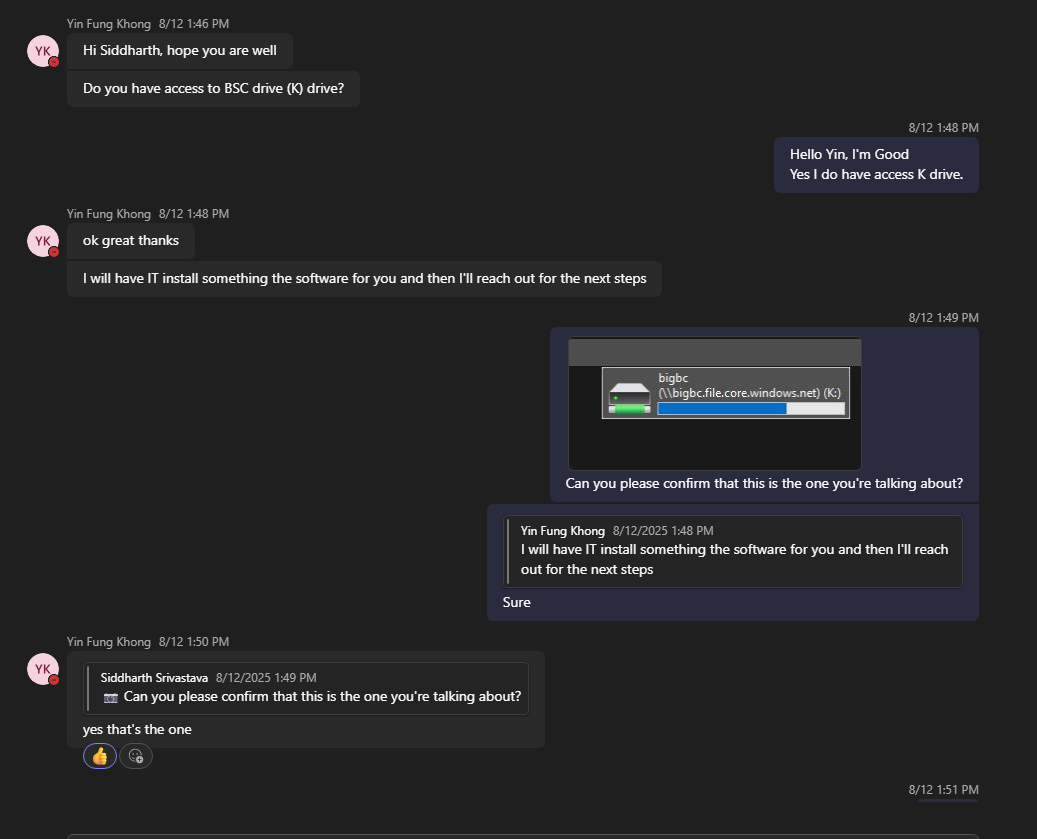 Yin Fung Khong 8/12 1:46 PM
YK
Hi Siddharth, hope you are well
Do you have access to BSC drive (K) drive?
8/12 1:48 PM
Hello Yin, I'm Good
Yes I do have access K drive.
Yin Fung Khong 8/12 1:48 PM
YK
ok great thanks
I will have IT install something the software for you and then I'll reach out for the next steps
8/12 1:49 PM
bigbc
(\\bigbc.file.core.windows.net) (K:)
Can you please confirm that this is the one you're talking about?
Yin Fung Khong 8/12/2025 1:48 PM
I will have IT install something the software for you and then I'll reach
out for the next steps
Sure
Yin Fung Khong 8/12 1:50 PM
YK
Siddharth Srivastava 8/12/2025 1:49 PM
Can you please confirm that this is the one you're talking about?
yes that's the one
8/12 1:51 PM